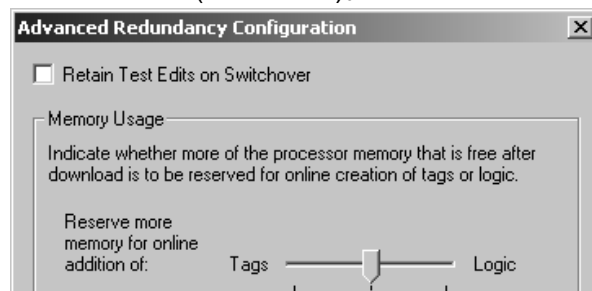 Advanced Redundancy Configuration
Retain Test Edits on Switchover
Memory Usage
Indicate whether more of the processor memory that is free after
download is to be reserved for online creation of tags or logic.
Reserve more
memory for online
addition of: Tags Logic